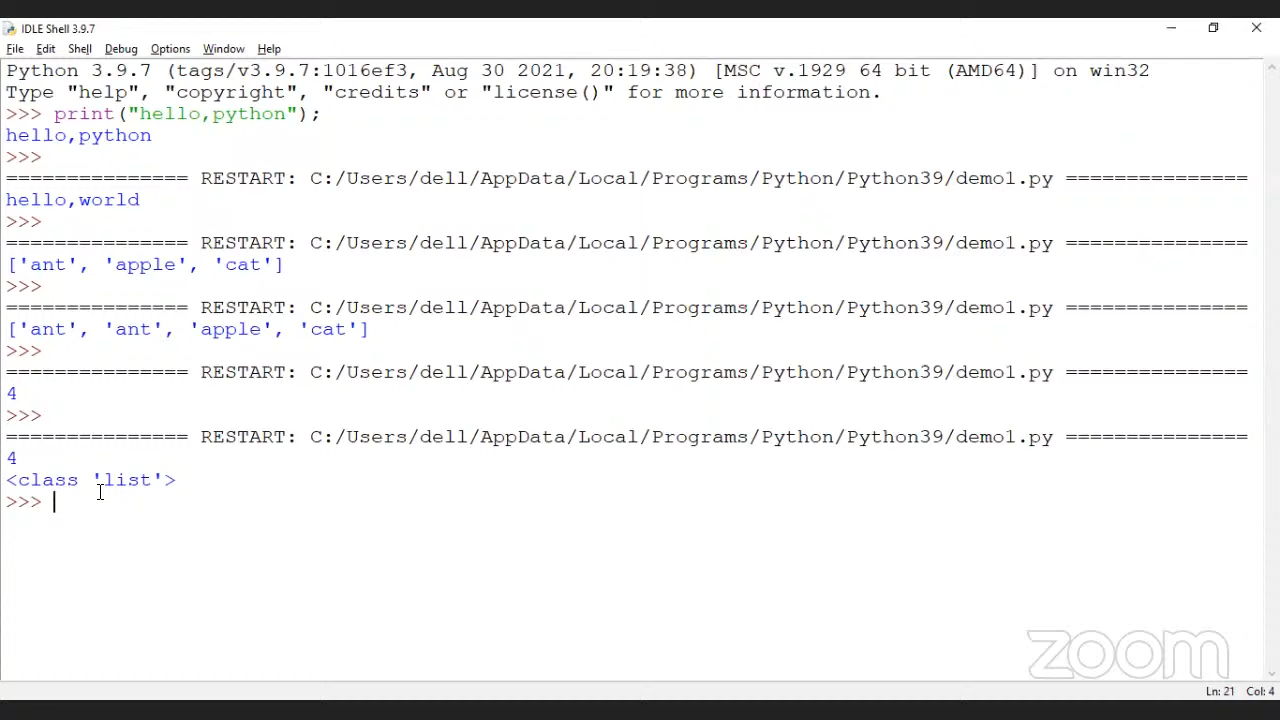 IDLE Shell 3.9.7
File Edit Shell Debug Options Window Help
Python 3.9.7 (tags/v3.9.7:1016ef3, Aug 30 2021, 20:19:38) [MSC v.1929 64 bit (AMD64)] on win32
Type "help", "copyright", "credits" or "license()" for more information.
>>> print("hello,python");
hello,python
>>>
=============== RESTART: C:/Users/dell/AppData/Local/Programs/Python/Python39/demo1.py ===============
hello,world
>>>
=============== RESTART: C:/Users/dell/AppData/Local/Programs/Python/Python39/demo1.py ===============
['ant', 'apple', 'cat']
>>>
=============== RESTART: C:/Users/dell/AppData/Local/Programs/Python/Python39/demo1.py ===============
['ant', 'ant', 'apple', 'cat']
>>>
=============== RESTART: C:/Users/dell/AppData/Local/Programs/Python/Python39/demo1.py ===============
4
>>>
=============== RESTART: C:/Users/dell/AppData/Local/Programs/Python/Python39/demo1.py ===============
4
<class 'list'>
>>>
zoom
Ln: 21 Col: 4